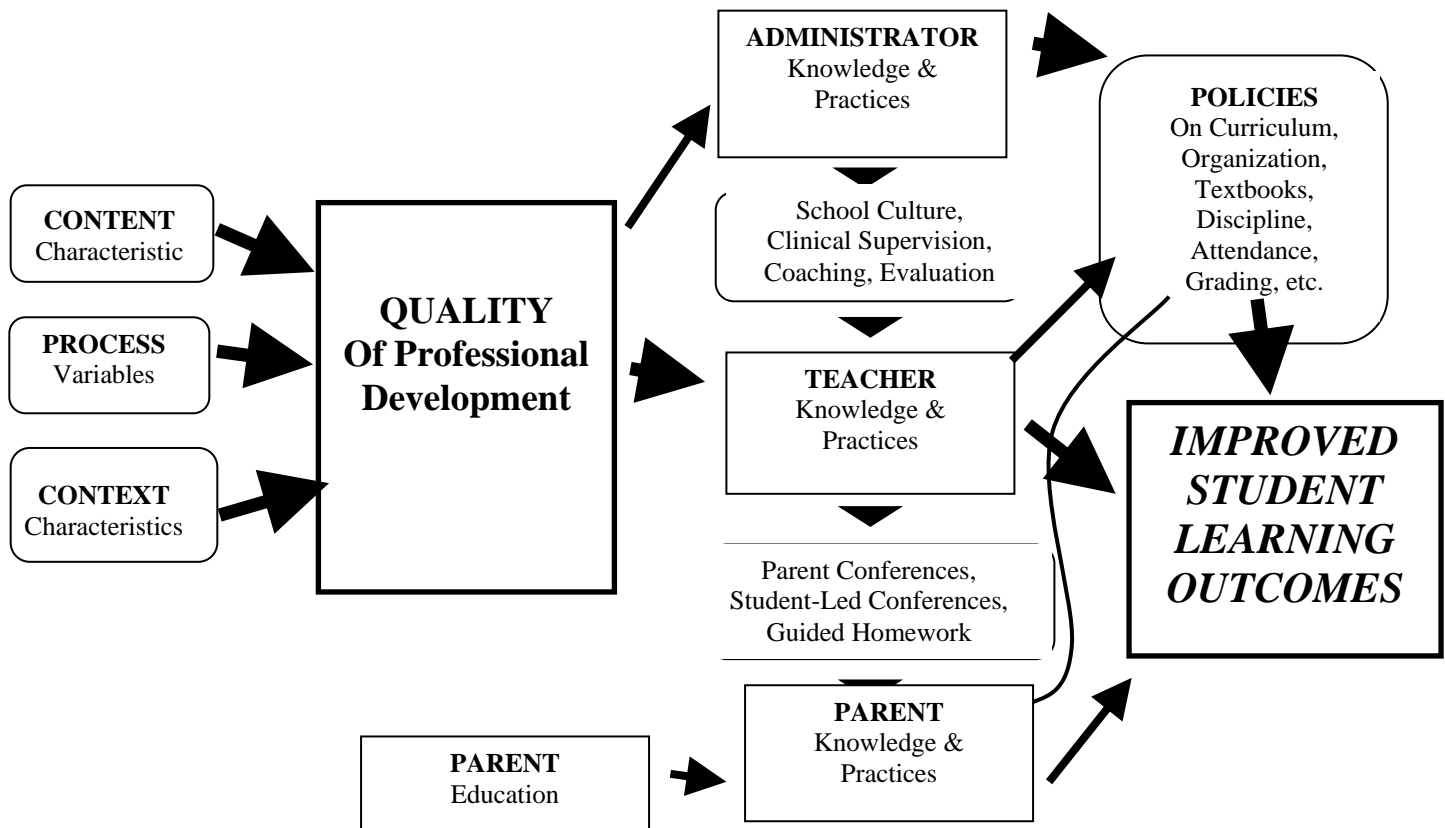 CONTENT
Characteristic
PROCESS
Variables
CONTEXT
Characteristics
QUALITY
Of Professional
Development
ADMINISTRATOR
Knowledge &
Practices
School Culture,
Clinical Supervision,
Coaching, Evaluation
TEACHER
Knowledge &
Practices
Parent Conferences,
Student-Led Conferences,
Guided Homework
PARENT
Knowledge &
Practices
PARENT
Education
POLICIES
On Curriculum,
Organization,
Textbooks,
Discipline,
Attendance,
Grading, etc.
IMPROVED
STUDENT
LEARNING
OUTCOMES